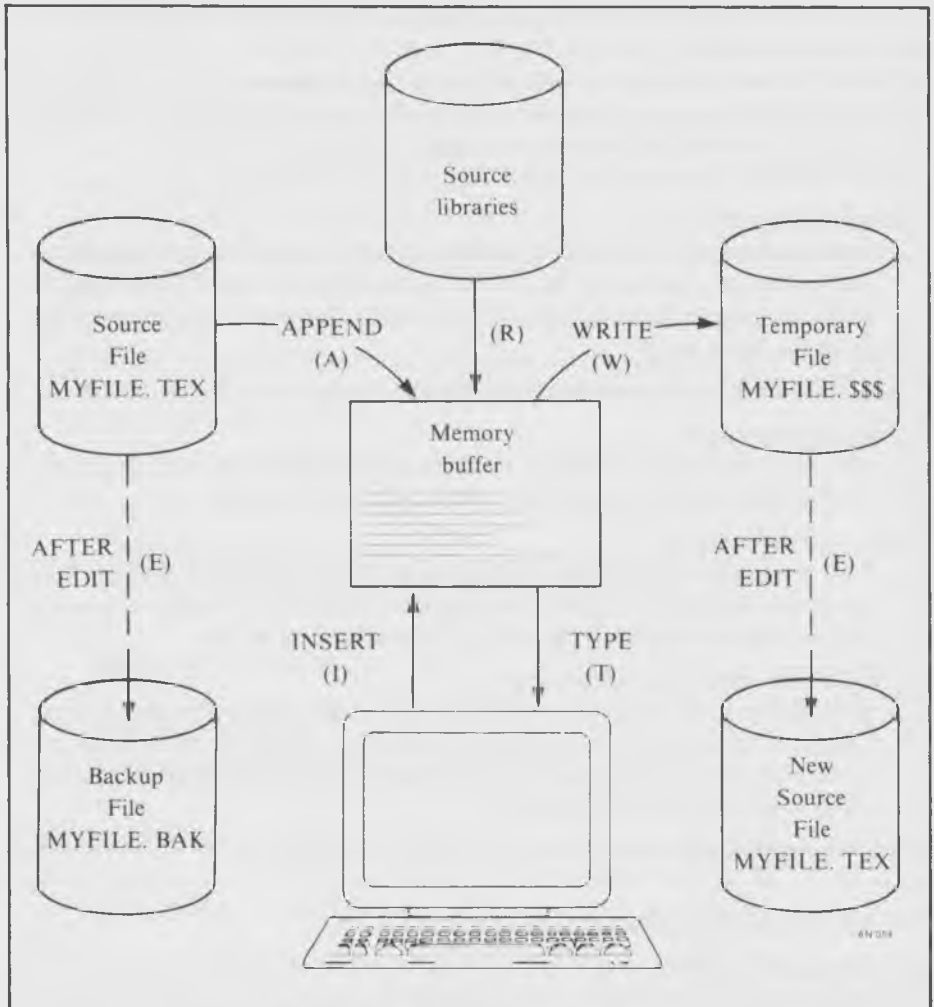 Source
libraries
Source
File
MYFILE. TEX
APPEND
(A)
(R)
WRITE
(W)
Temporary
File
MYFILE. $$$
Memory
buffer
AFTER
EDIT
(E)
AFTER
EDIT
(E)
INSERT
(I)
TYPE
(T)
Backup
File
MYFILE. BAK
New
Source
File
MYFILE. TEX